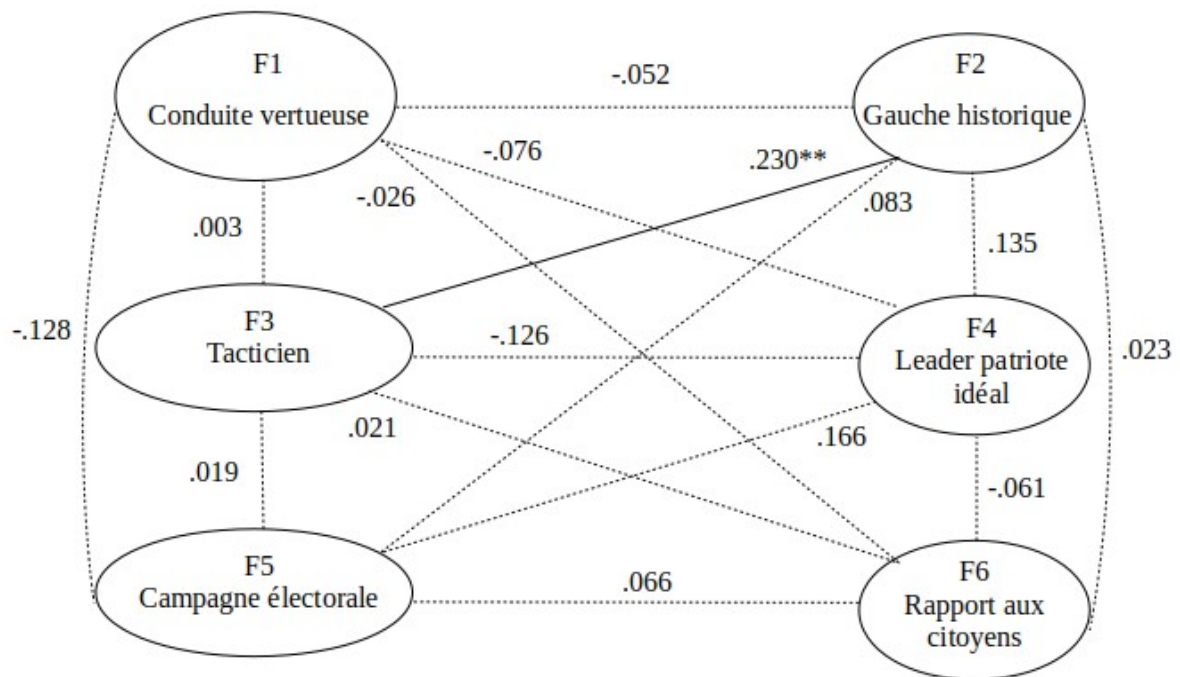 F1
Conduite vertueuse
-.052
F2
Gauche historique
-.076
.230**
-.026
.083
.003
.135
-.128
F3
Tacticien
-.126
F4
Leader patriote
idéal
.023
.021
.166
.019
-.061
F5
Campagne électorale
.066
F6
Rapport aux
citoyens